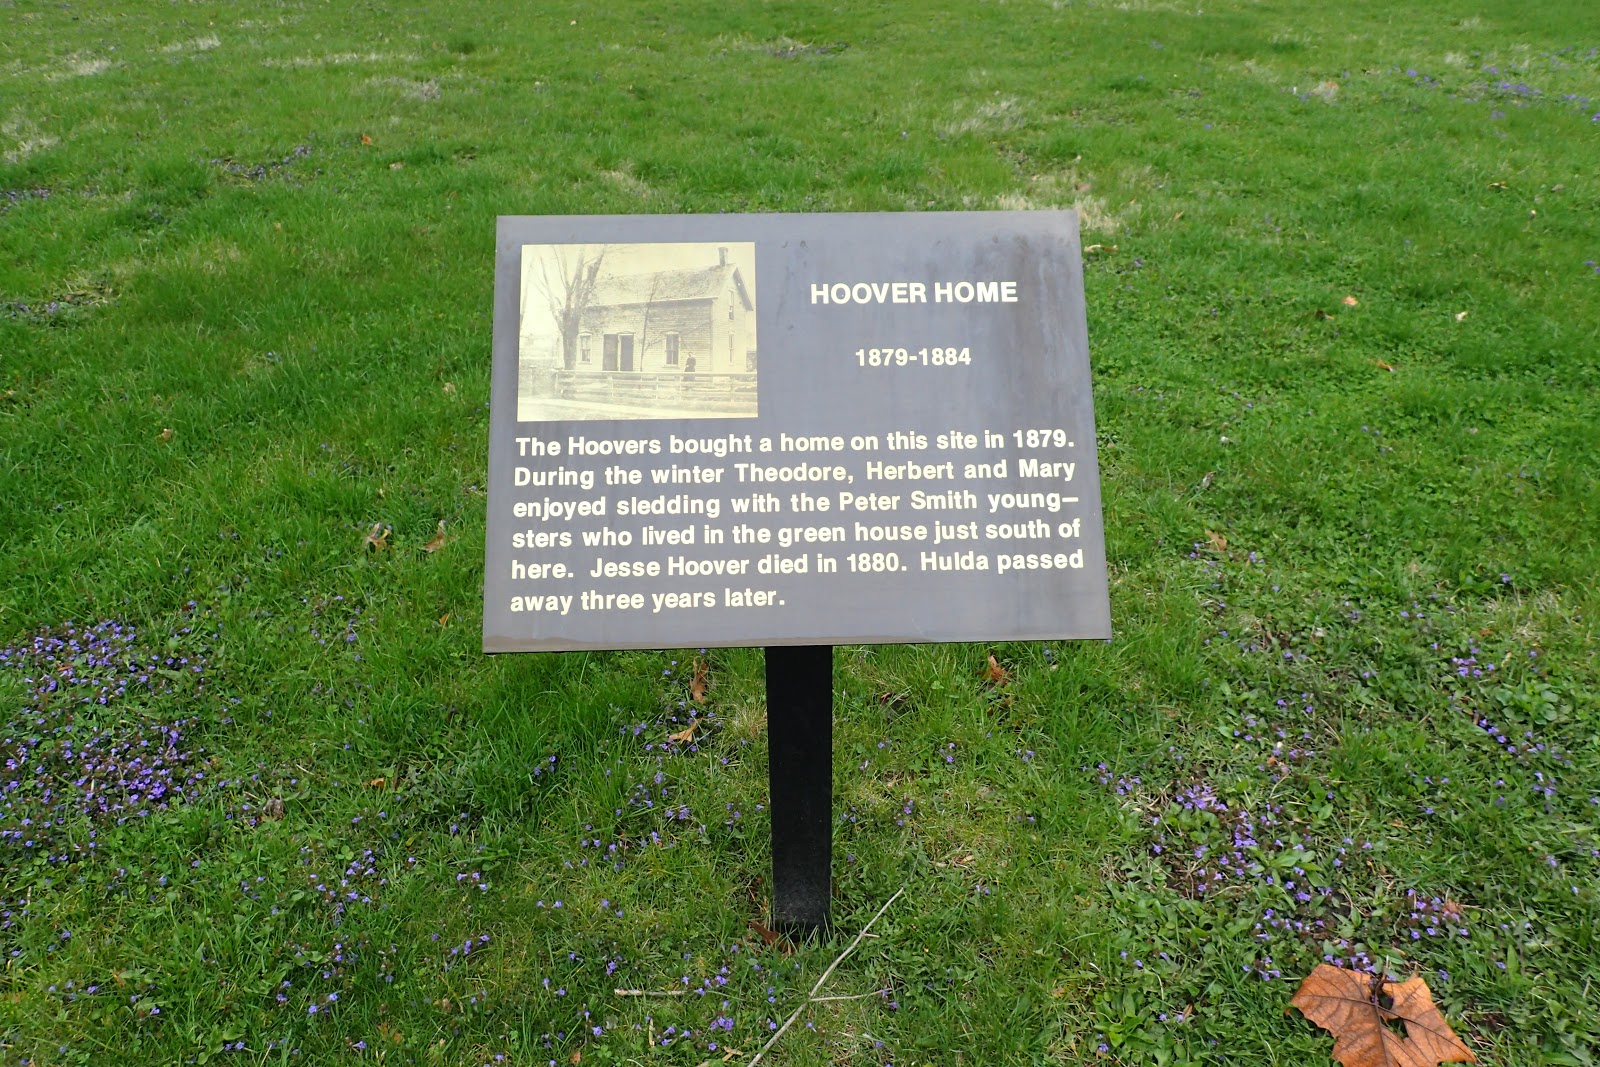 HOOVER HOME
1879-1884
The Hoovers bought a home on this site in 1879.
During the winter Theodore, Herbert and Mary
enjoyed sledding with the Peter Smith young-
sters who lived in the green house just south of
here. Jesse Hoover died in 1880. Hulda passed
away three years later.